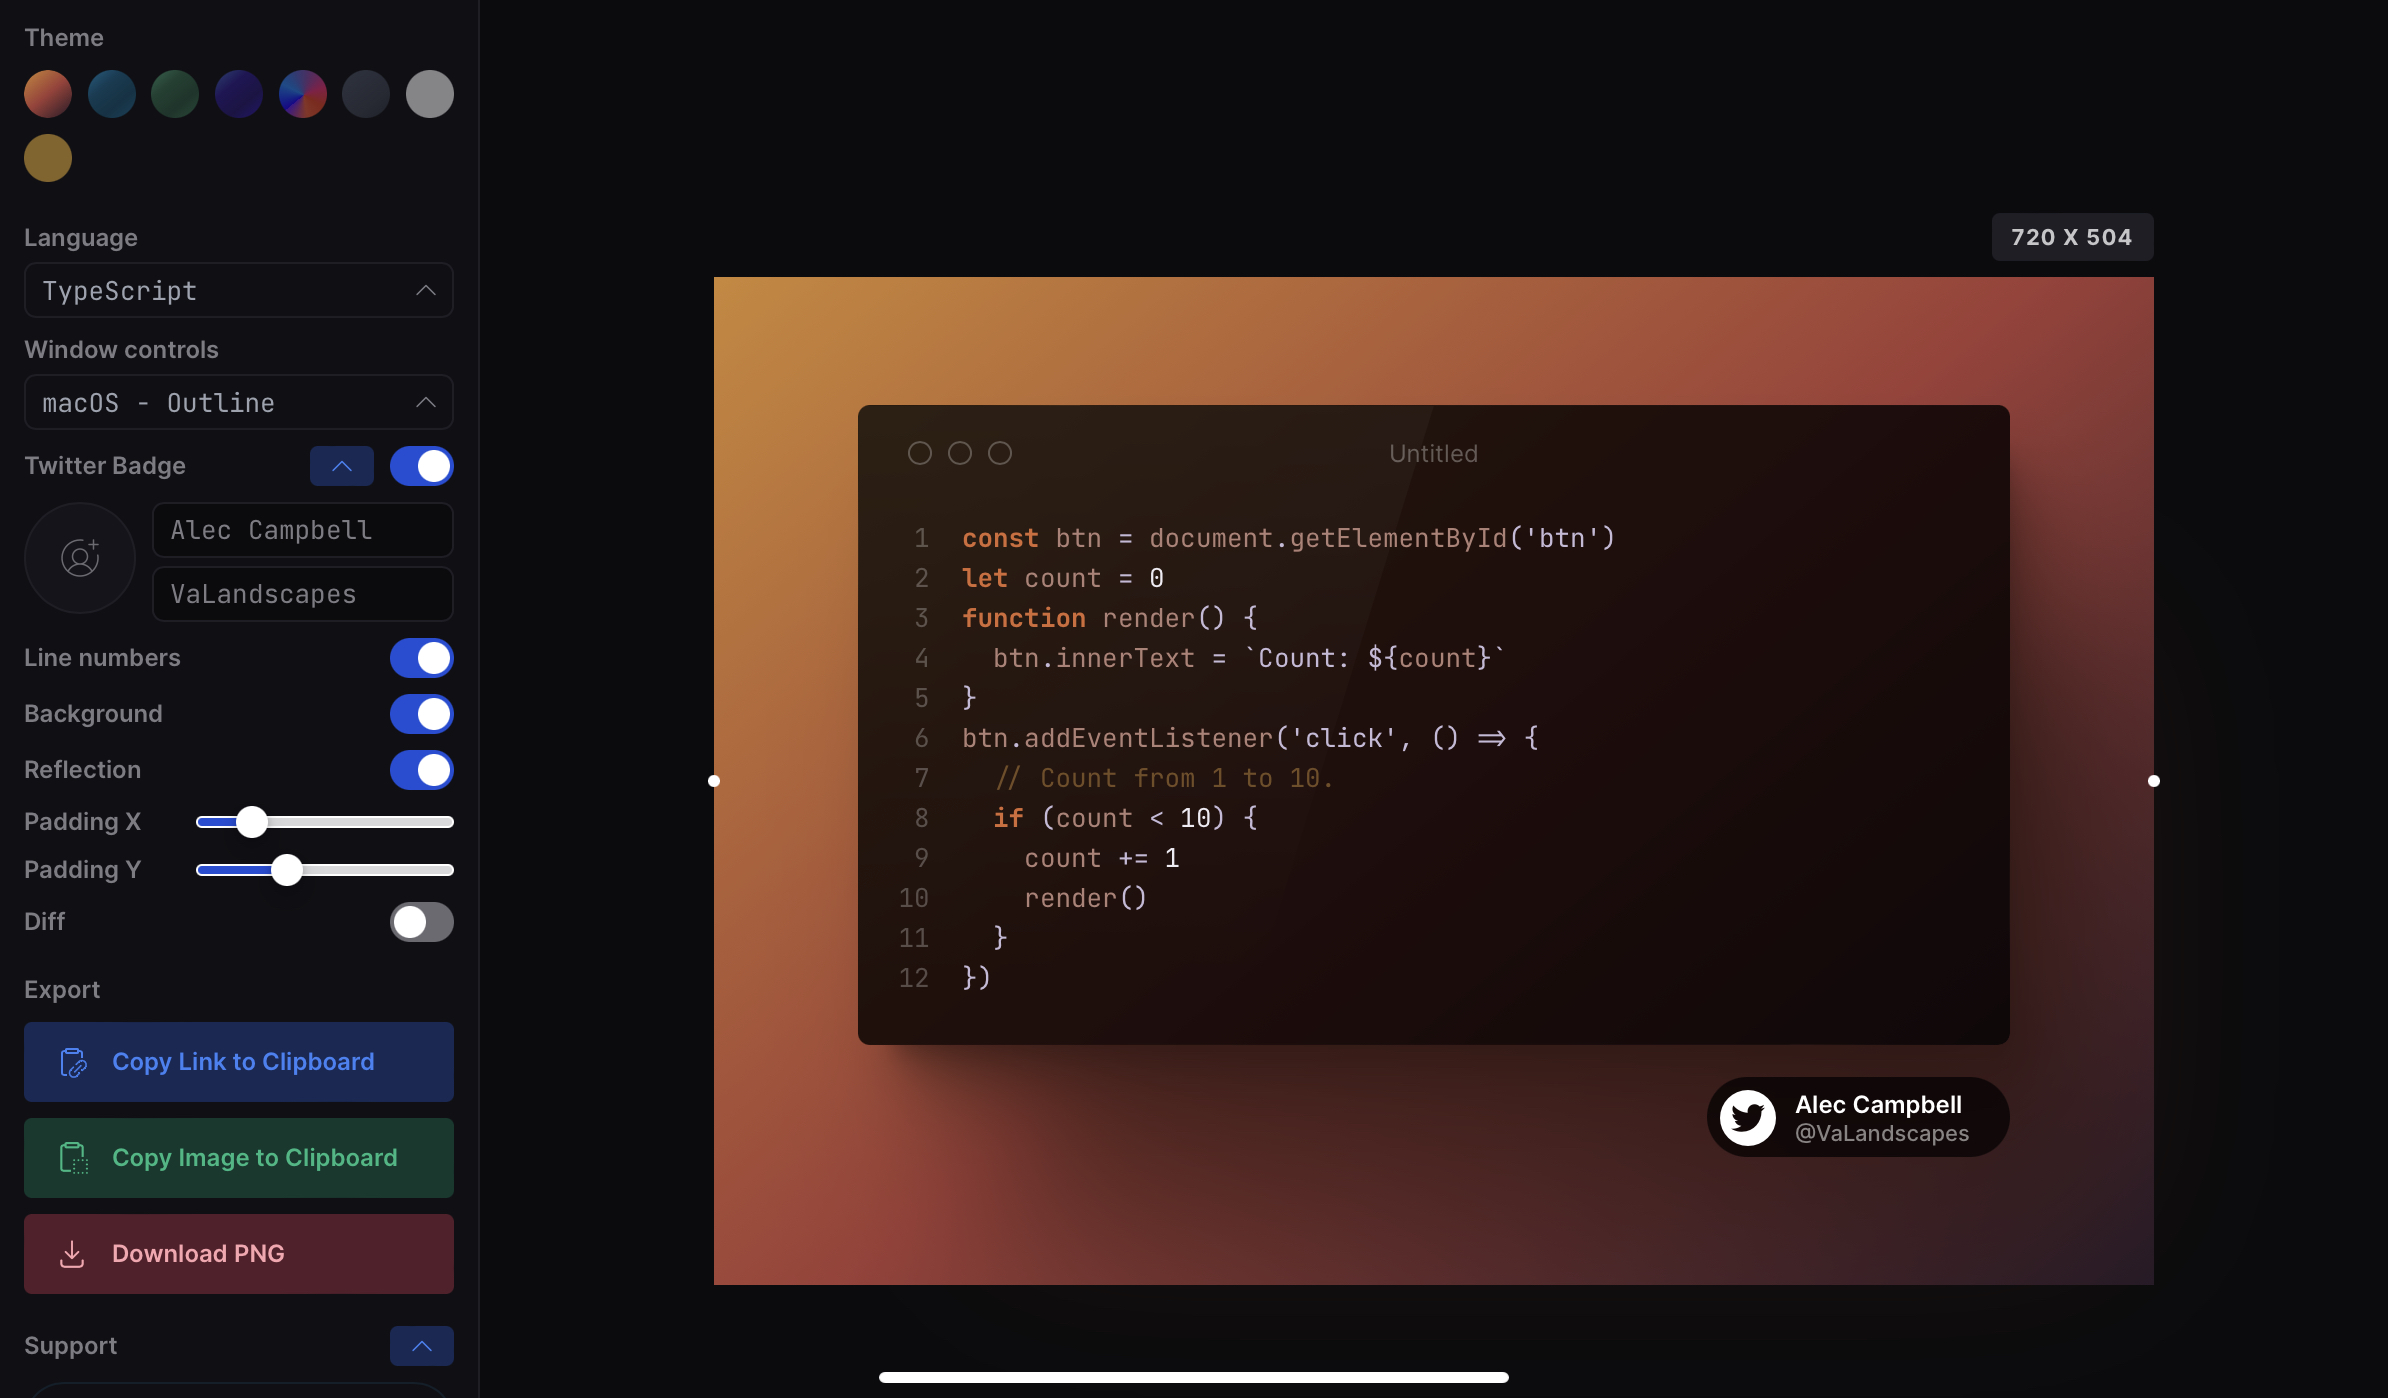 Theme
Language
TypeScript
Window controls
macOS - Outline
Twitter Badge
Alec Campbell
VaLandscapes
Line numbers
Background
Reflection
Padding X
Padding Y
Diff
Export
Copy Link to Clipboard
Copy Image to Clipboard
Download PNG
Support
720 X 504
Untitled
1 const btn = document.getElementById('btn')
2 let count = 0
3 function render() {
4   btn.innerText = `Count: ${count}`
5 }
6 btn.addEventListener('click', () => {
7   // Count from 1 to 10.
8   if (count < 10) {
9     count += 1
10     render()
11   }
12 })
Alec Campbell
@VaLandscapes